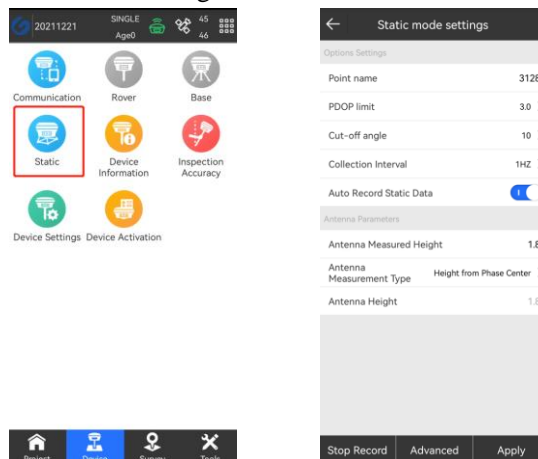 20211221
SINGLE
Age0
45
46
Communication
Rover
Base
Static
Device
Information
Inspection
Accuracy
Device Settings
Device Activation
Device
Static mode settings
Options Settings
Point name
3128
PDOP limit
3.0
Cut-off angle
10
Collection Interval
1HZ
Auto Record Static Data
Antenna Parameters
Antenna Measured Height
1.8
Antenna
Measurement Type
Height from Phase Center
Antenna Height
1.8
Stop Record
Advanced
Apply